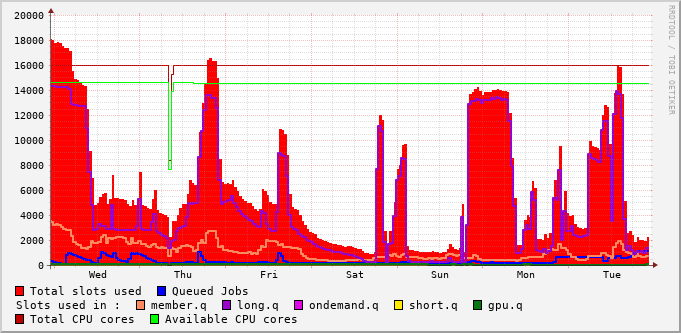 20000
18000
16000
14000
12000
10000
8000
6000
4000
2000
0
Wed Thu Fri Sat Sun Mon Tue
RRDTOOL / TOBI OETIKER
Total slots used Queued Jobs
Slots used in : member.q long.q ondemand.q short.q gpu.q
Total CPU cores Available CPU cores